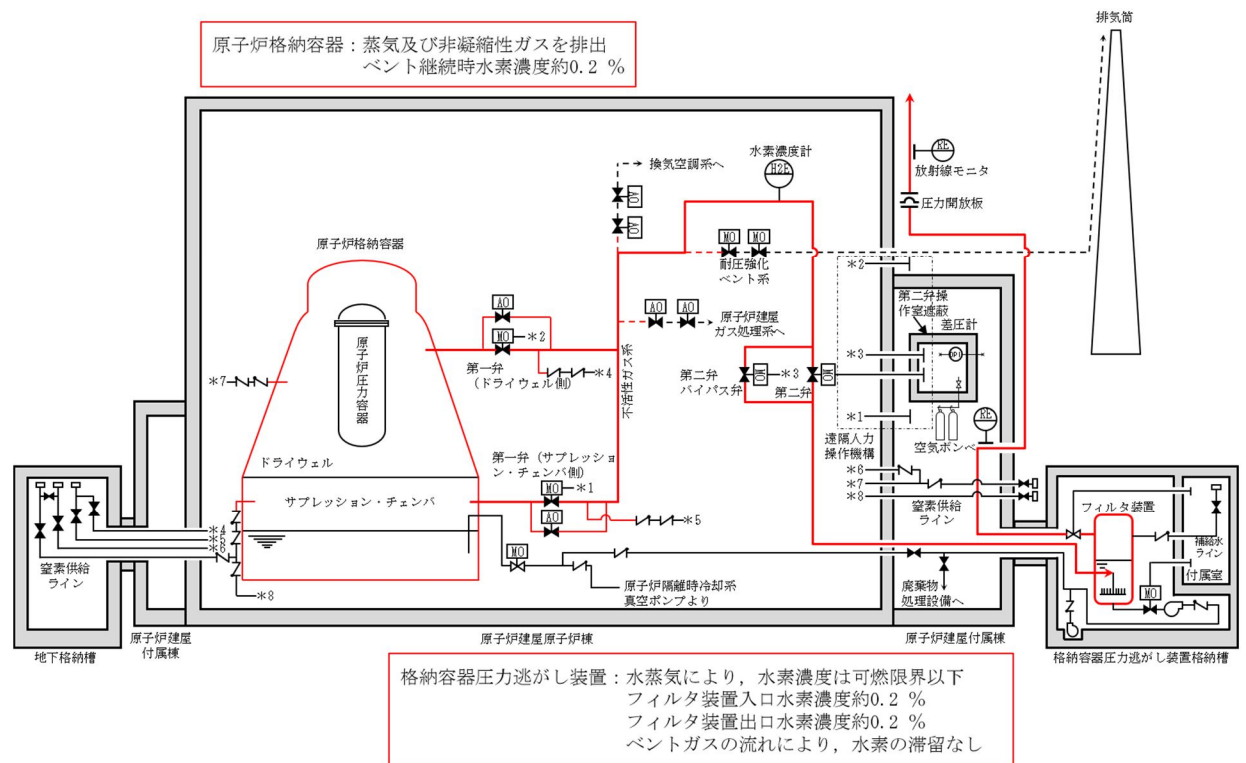 排気筒
原子炉格納容器：蒸気及び非凝縮性ガスを排出
ベント継続時水素濃度約0.2 %
水素濃度計
H2E
換気空調系へ
AO
AO
RE
放射線モニタ
圧力開放板
原子炉格納容器
MO
MO
耐圧強化
ベント系
*2
第二弁操
作室遮蔽
差圧計
DPI
AO
MO
*2
AO
AO
原子炉建屋
ガス処理系へ
第一弁
（ドライウェル側）
*4
*7
原子炉圧力容器
不活性ガス系
第二弁
バイパス弁
MO
*3
第二弁
MO
*3
*1
遠隔人力
操作機構
空気ボンベ
RE
ドライウェル
第一弁（サプレッショ
ン・チェンバ側）
MO
*1
AO
*5
サプレッション・チェンバ
*6
*7
*8
窒素供給
ライン
フィルタ装置
補給水
ライン
付属室
MO
*4
*5
*6
窒素供給
ライン
*8
MO
原子炉隔離時冷却系
真空ポンプより
廃棄物
処理設備へ
地下格納槽
原子炉建屋
付属棟
原子炉建屋原子炉棟
原子炉建屋付属棟
格納容器圧力逃がし装置格納槽
格納容器圧力逃がし装置：水蒸気により，水素濃度は可燃限界以下
フィルタ装置入口水素濃度約0.2 %
フィルタ装置出口水素濃度約0.2 %
ベントガスの流れにより，水素の滞留なし